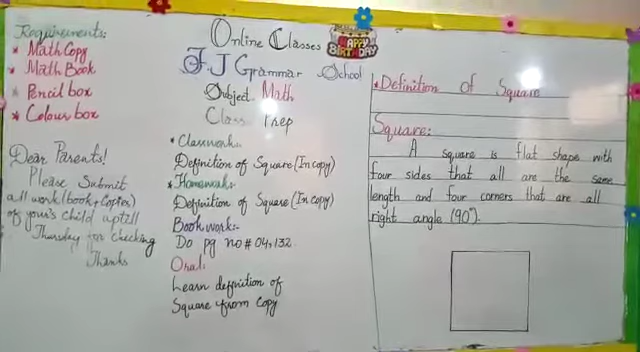 Requirements:
* Math Copy
* Math Book
* Pencil box
* Colour box
Dear Parents!
Please Submit
all work (book+copies)
of your's child uptill
Thursday for checking
Thanks
Online Classes
HAPPY
BIRTHDAY
F.J Grammar School
Subject. Math
Class Prep
* Classwork:-
Definition of Square (In copy)
* Homework:-
Definition of Square (In copy)
Bookwork:-
Do pg no # 04,132.
Oral:
Learn definition of
Square from copy
* Definition of Square
Square:
A square is flat shape with
four sides that all are the same
length and four corners that are all
right angle (90°).